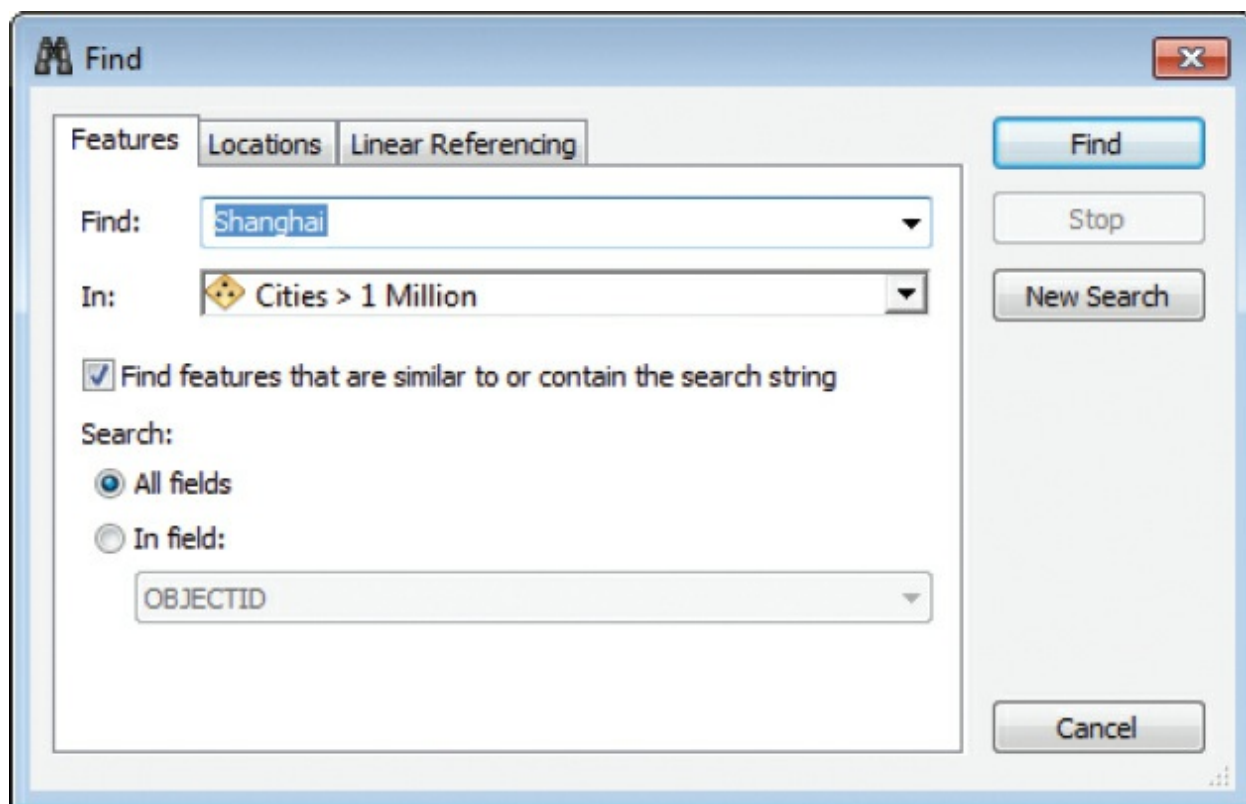 Find
Features Locations Linear Referencing
Find: Shanghai
In: Cities > 1 Million
Find features that are similar to or contain the search string
Search:
All fields
In field:
OBJECTID
Find
Stop
New Search
Cancel